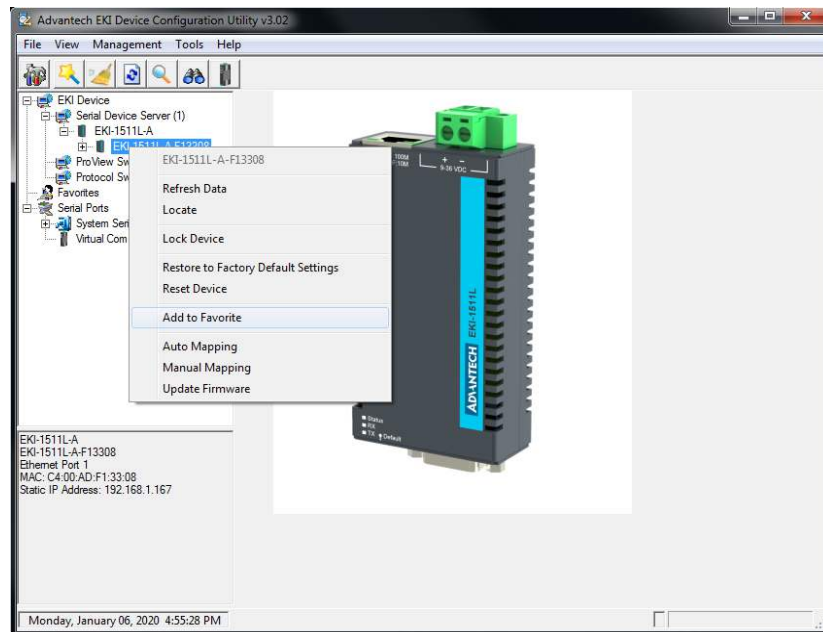 Advantech EKI Device Configuration Utility v3.02
File View Management Tools Help
EKI Device
Serial Device Server (1)
EKI-1511L-A
EKI-1511L-A-F13308
ProView Sw
Protocol Sw
Favorites
Serial Ports
System Seri
Virtual Com
EKI-1511L-A-F13308
Refresh Data
Locate
Lock Device
Restore to Factory Default Settings
Reset Device
Add to Favorite
Auto Mapping
Manual Mapping
Update Firmware
100M
10M
+ -
9-36 VDC
EKI-1511L
ADVANTECH
Status
RX
TX Default
EKI-1511L-A
EKI-1511L-A-F13308
Ethernet Port 1
MAC: C4:00:AD:F1:33:08
Static IP Address: 192.168.1.167
Monday, January 06, 2020 4:55:28 PM